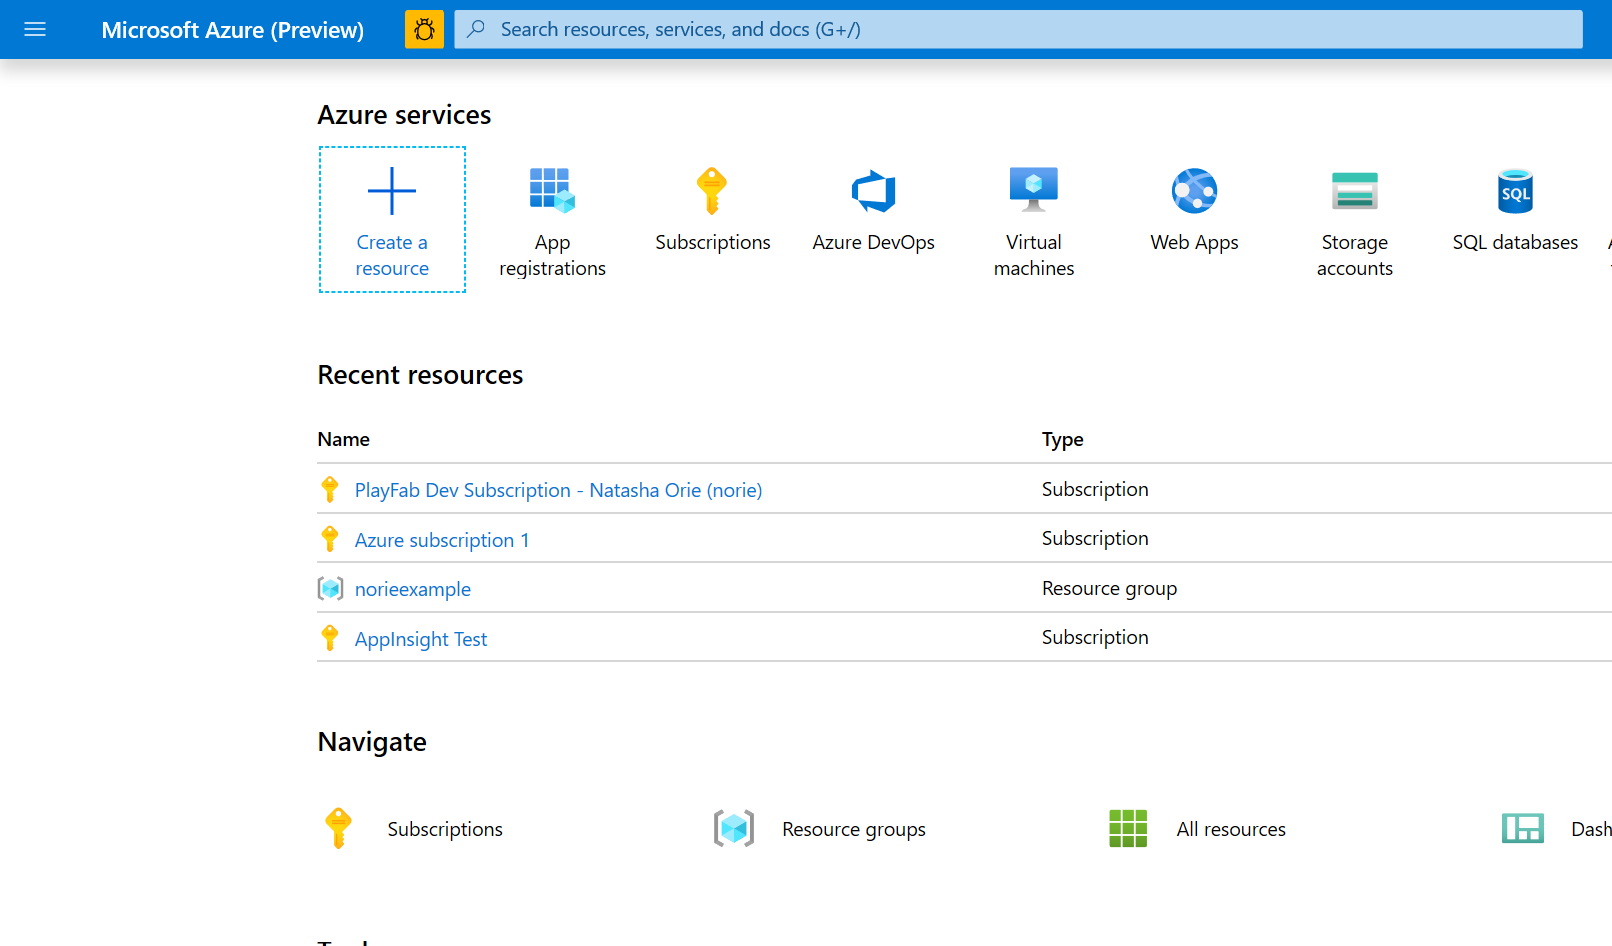 Microsoft Azure (Preview)
Search resources, services, and docs (G+/)
Azure services
Create a
resource
App
registrations
Subscriptions
Azure DevOps
Virtual
machines
Web Apps
Storage
accounts
SQL
SQL databases
Recent resources
Name Type
PlayFab Dev Subscription - Natasha Orie (norie) Subscription
Azure subscription 1 Subscription
norieexample Resource group
AppInsight Test Subscription
Navigate
Subscriptions Resource groups All resources Dash